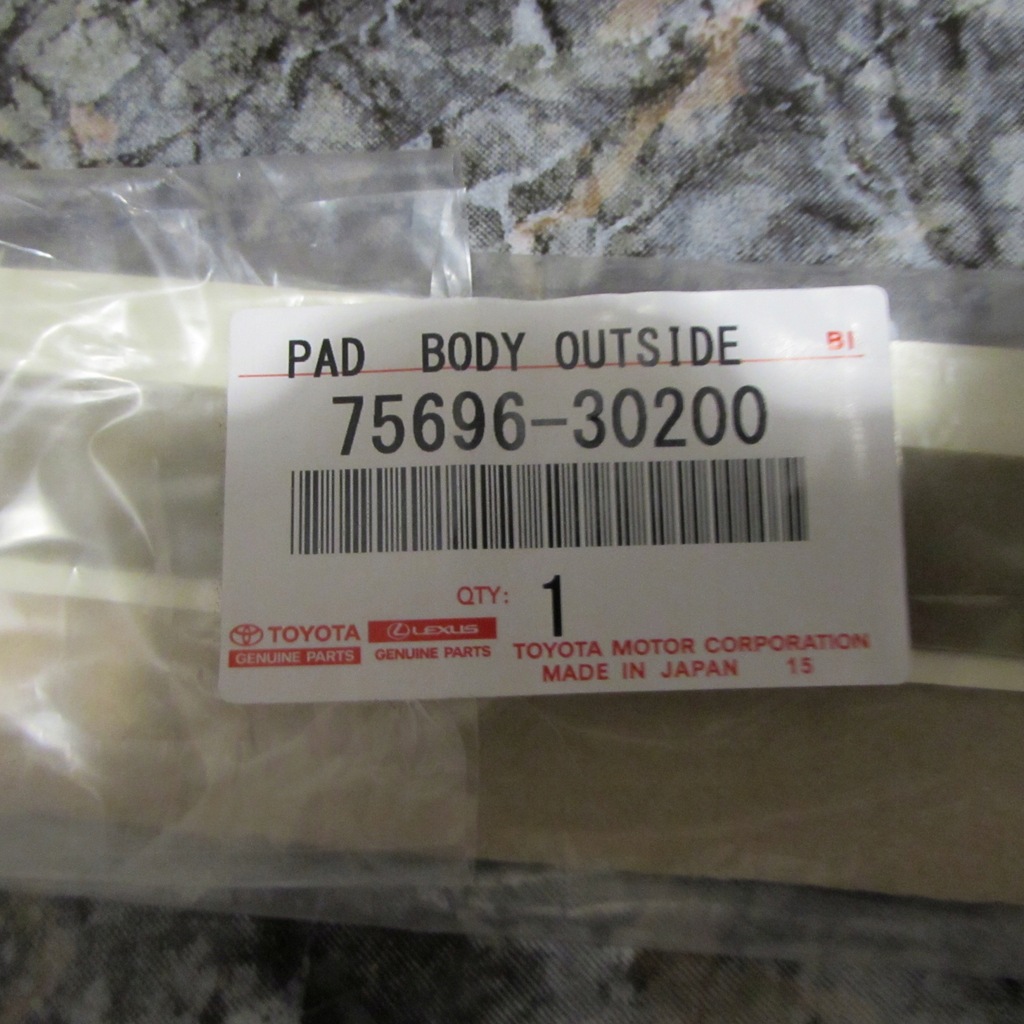 PAD BODY OUTSIDE BI
75696-30200
QTY: 1
TOYOTA
GENUINE PARTS
LEXUS
GENUINE PARTS
TOYOTA MOTOR CORPORATION
MADE IN JAPAN 15